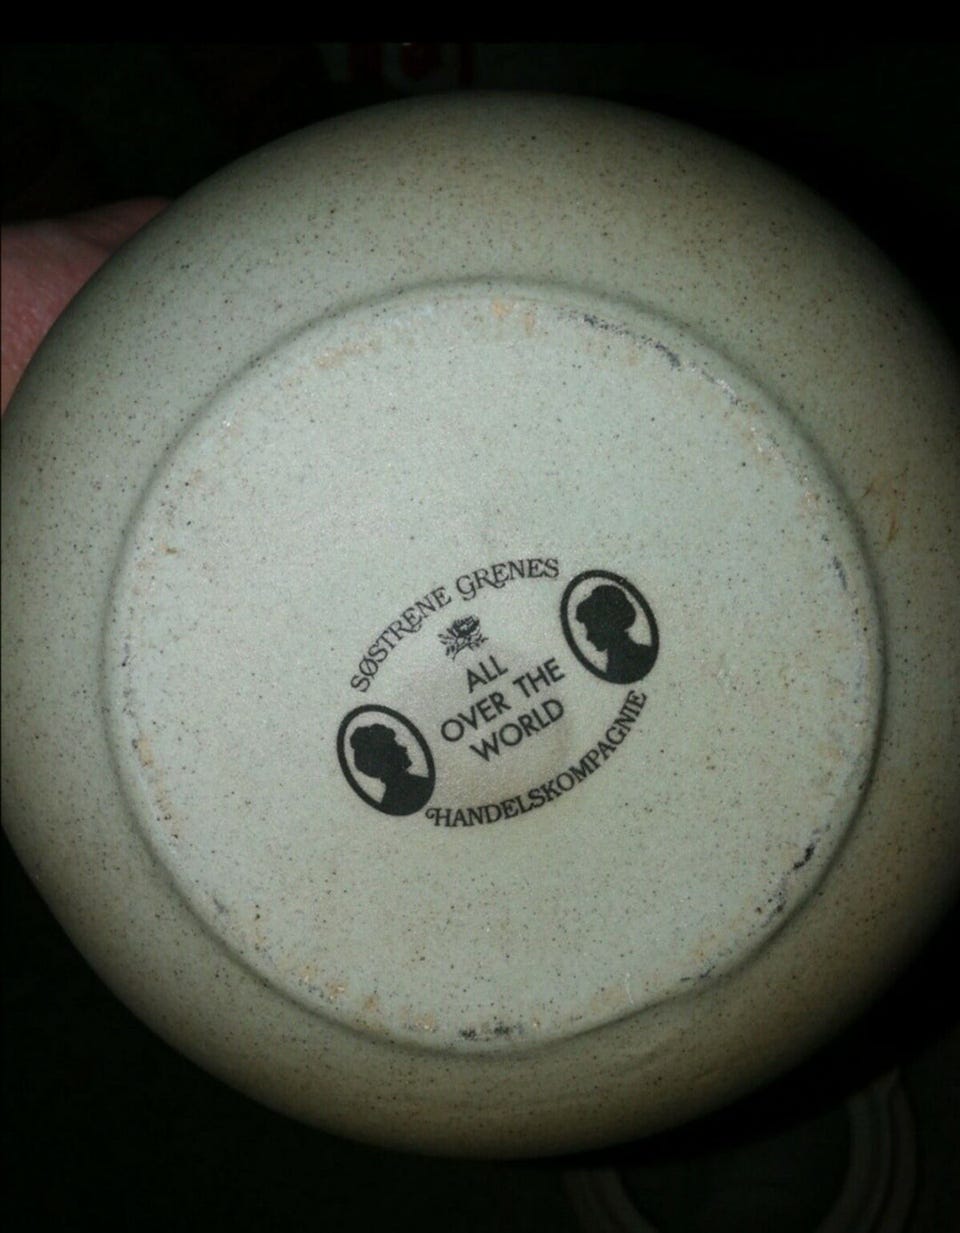 SØSTRENE GRENES
ALL
OVER THE
WORLD
HANDELSKOMPAGNIE